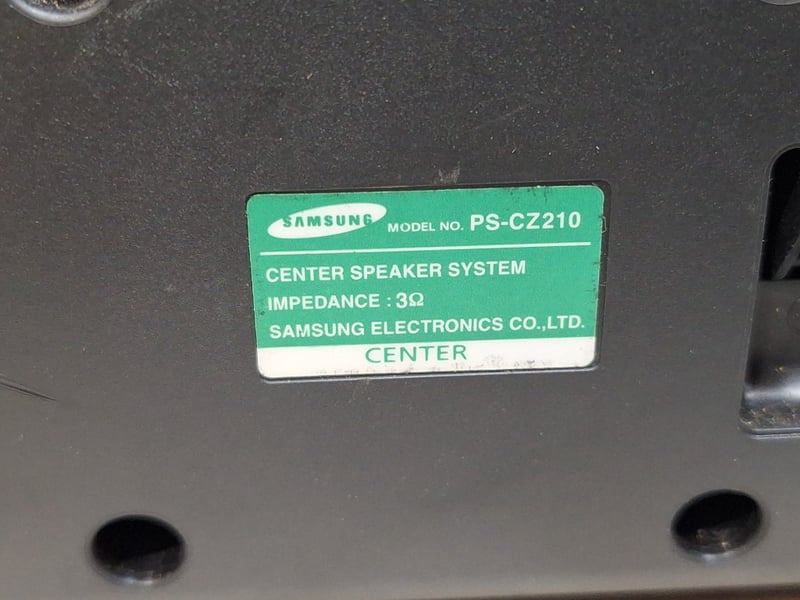 SAMSUNG MODEL NO. PS-CZ210
CENTER SPEAKER SYSTEM
IMPEDANCE : 3Ω
SAMSUNG ELECTRONICS CO.,LTD.
CENTER